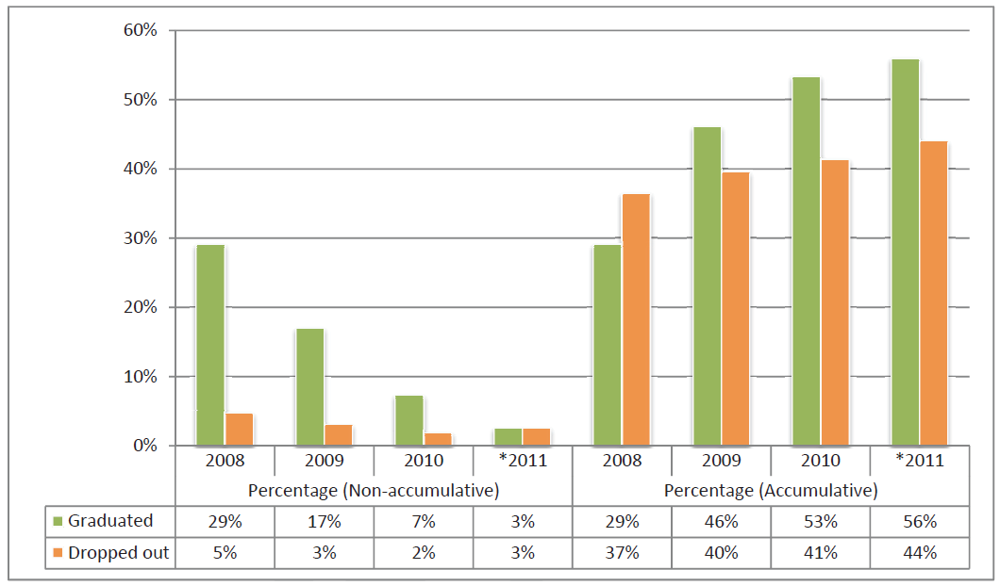 60%
50%
40%
30%
20%
10%
0%
2008 2009 2010 *2011 2008 2009 2010 *2011
Percentage (Non-accumulative) Percentage (Accumulative)
Graduated 29% 17% 7% 3% 29% 46% 53% 56%
Dropped out 5% 3% 2% 3% 37% 40% 41% 44%